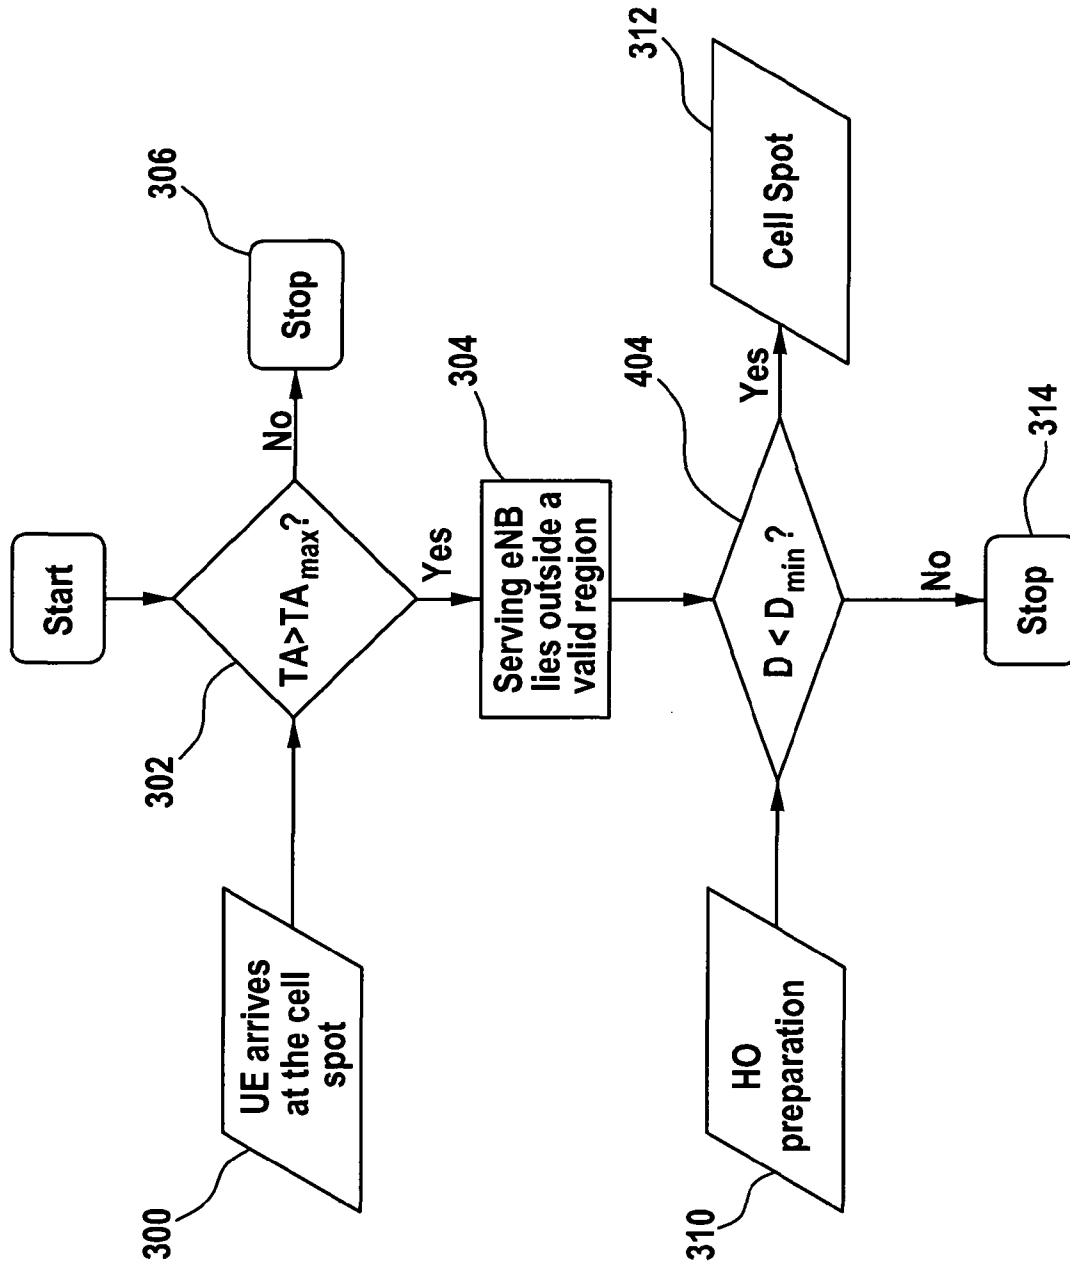 Start
302
TA>TAmax?
No
Stop
306
UE arrives
at the cell
spot
300
Yes
Serving eNB
lies outside a
valid region
304
HO
preparation
310
D < Dmin?
404
Yes
Cell Spot
312
No
Stop
314